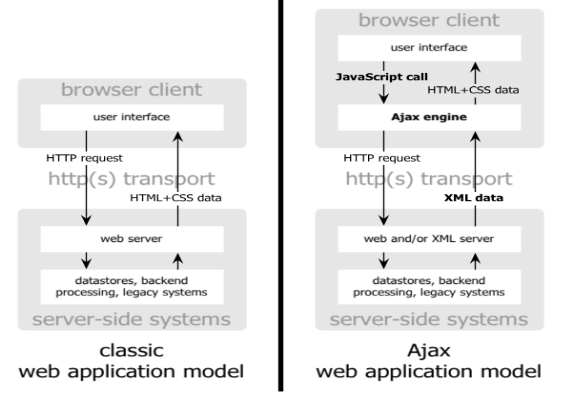 browser client
user interface
HTTP request
http(s) transport
HTML+CSS data
web server
datastores, backend
processing, legacy systems
server-side systems
classic
web application model
browser client
user interface
JavaScript call
HTML+CSS data
Ajax engine
HTTP request
http(s) transport
XML data
web and/or XML server
datastores, backend
processing, legacy systems
server-side systems
Ajax
web application model